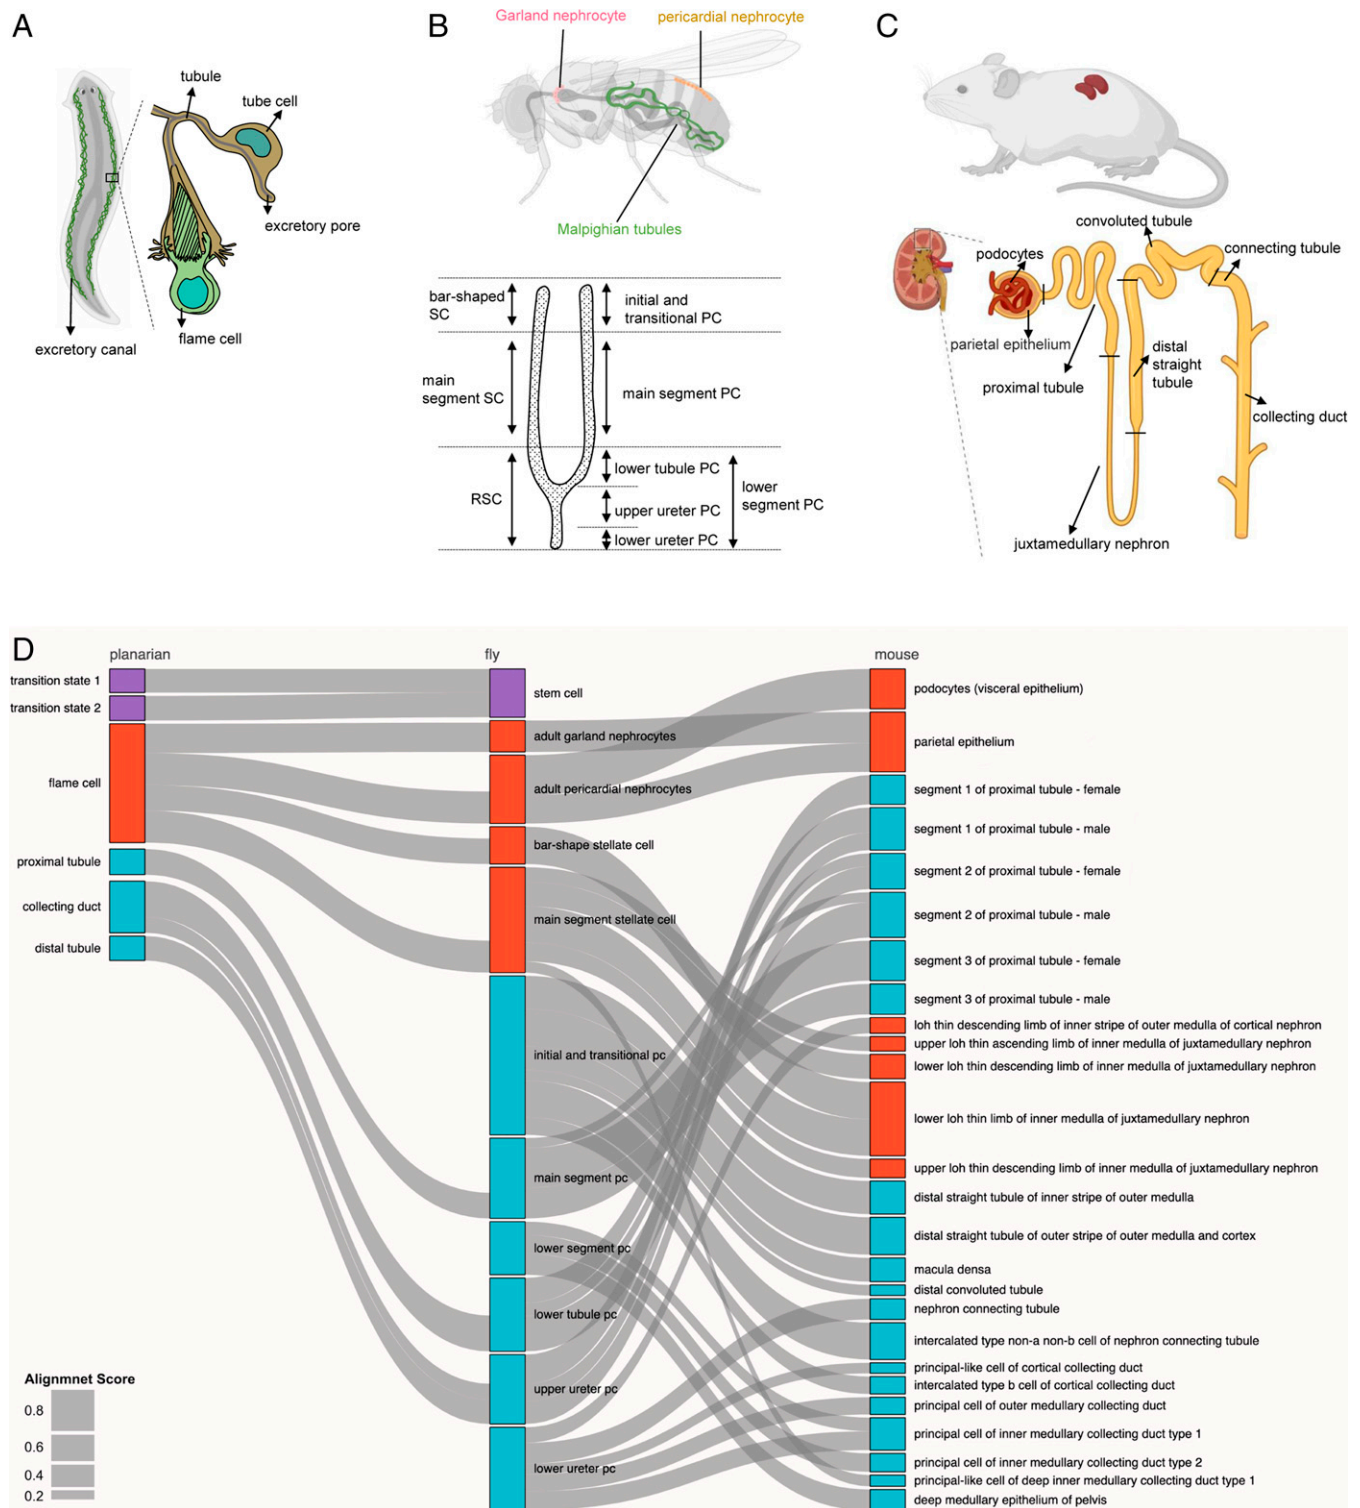 A
tubule
tube cell
excretory pore
flame cell
excretory canal
B
Garland nephrocyte
pericardial nephrocyte
Malpighian tubules
bar-shaped
SC
initial and
transitional PC
main
segment SC
main segment PC
RSC
lower tubule PC
upper ureter PC
lower ureter PC
lower
segment PC
C
convoluted tubule
connecting tubule
podocytes
parietal epithelium
proximal tubule
distal
straight
tubule
collecting duct
juxtamedullary nephron
D
planarian
fly
mouse
transition state 1
transition state 2
flame cell
proximal tubule
collecting duct
distal tubule
stem cell
adult garland nephrocytes
adult pericardial nephrocytes
bar-shape stellate cell
main segment stellate cell
initial and transitional pc
main segment pc
lower segment pc
lower tubule pc
upper ureter pc
lower ureter pc
podocytes (visceral epithelium)
parietal epithelium
segment 1 of proximal tubule - female
segment 1 of proximal tubule - male
segment 2 of proximal tubule - female
segment 2 of proximal tubule - male
segment 3 of proximal tubule - female
segment 3 of proximal tubule - male
loh thin descending limb of inner stripe of outer medulla of cortical nephron
upper loh thin ascending limb of inner medulla of juxtamedullary nephron
lower loh thin descending limb of inner medulla of juxtamedullary nephron
lower loh thin limb of inner medulla of juxtamedullary nephron
upper loh thin descending limb of inner medulla of juxtamedullary nephron
distal straight tubule of inner stripe of outer medulla
distal straight tubule of outer stripe of outer medulla and cortex
macula densa
distal convoluted tubule
nephron connecting tubule
intercalated type non-a non-b cell of nephron connecting tubule
principal-like cell of cortical collecting duct
intercalated type b cell of cortical collecting duct
principal cell of outer medullary collecting duct
principal cell of inner medullary collecting duct type 1
principal cell of inner medullary collecting duct type 2
principal-like cell of deep inner medullary collecting duct type 1
deep medullary epithelium of pelvis
Alignmnet Score
0.8
0.6
0.4
0.2